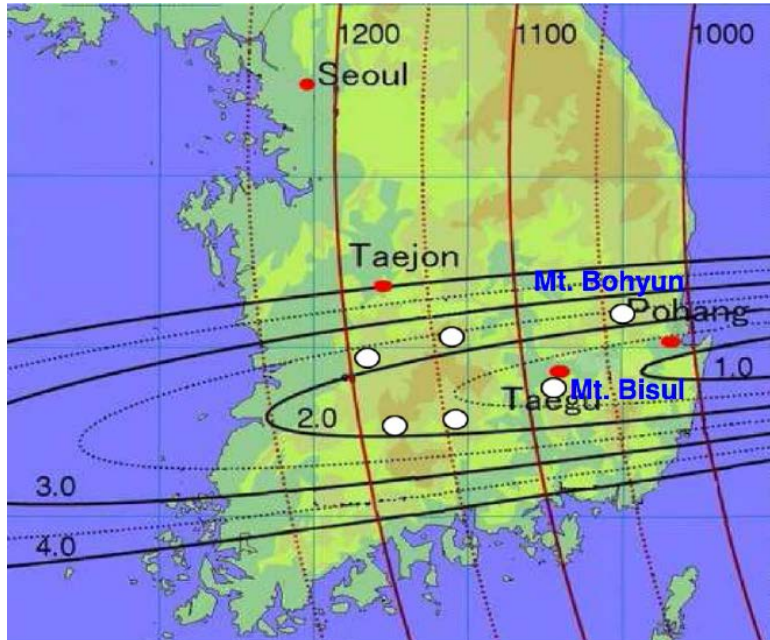 1200
1100
1000
Seoul
Taejon
Mt. Bohyun
Pohang
1.0
Mt. Bisul
Taegu
2.0
3.0
4.0